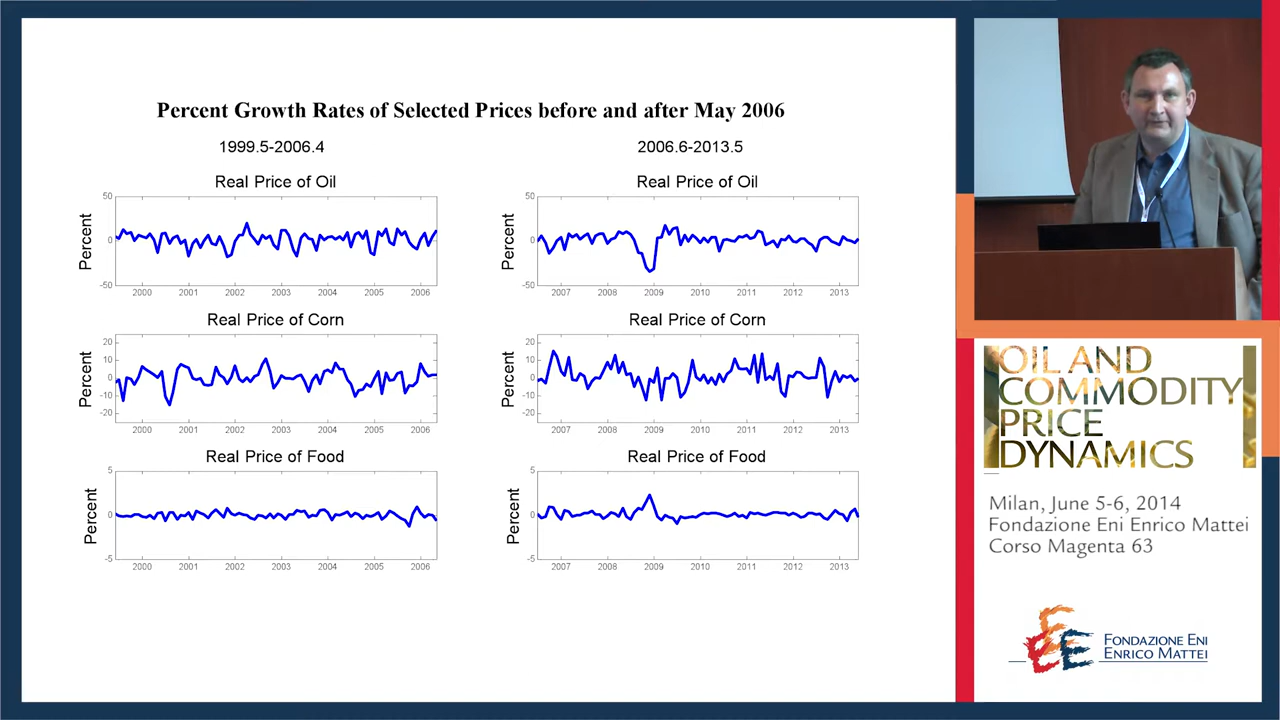 Percent Growth Rates of Selected Prices before and after May 2006
1999.5-2006.4
2006.6-2013.5
Real Price of Oil
Percent
50
0
-50
2000 2001 2002 2003 2004 2005 2006
Real Price of Oil
Percent
50
0
-50
2007 2008 2009 2010 2011 2012 2013
Real Price of Corn
Percent
20
10
0
-10
-20
2000 2001 2002 2003 2004 2005 2006
Real Price of Corn
Percent
20
10
0
-10
-20
2007 2008 2009 2010 2011 2012 2013
Real Price of Food
Percent
5
0
-5
2000 2001 2002 2003 2004 2005 2006
Real Price of Food
Percent
5
0
-5
2007 2008 2009 2010 2011 2012 2013
OIL AND
COMMODITY
PRICE
DYNAMICS
Milan, June 5-6, 2014
Fondazione Eni Enrico Mattei
Corso Magenta 63
FONDAZIONE ENI
ENRICO MATTEI